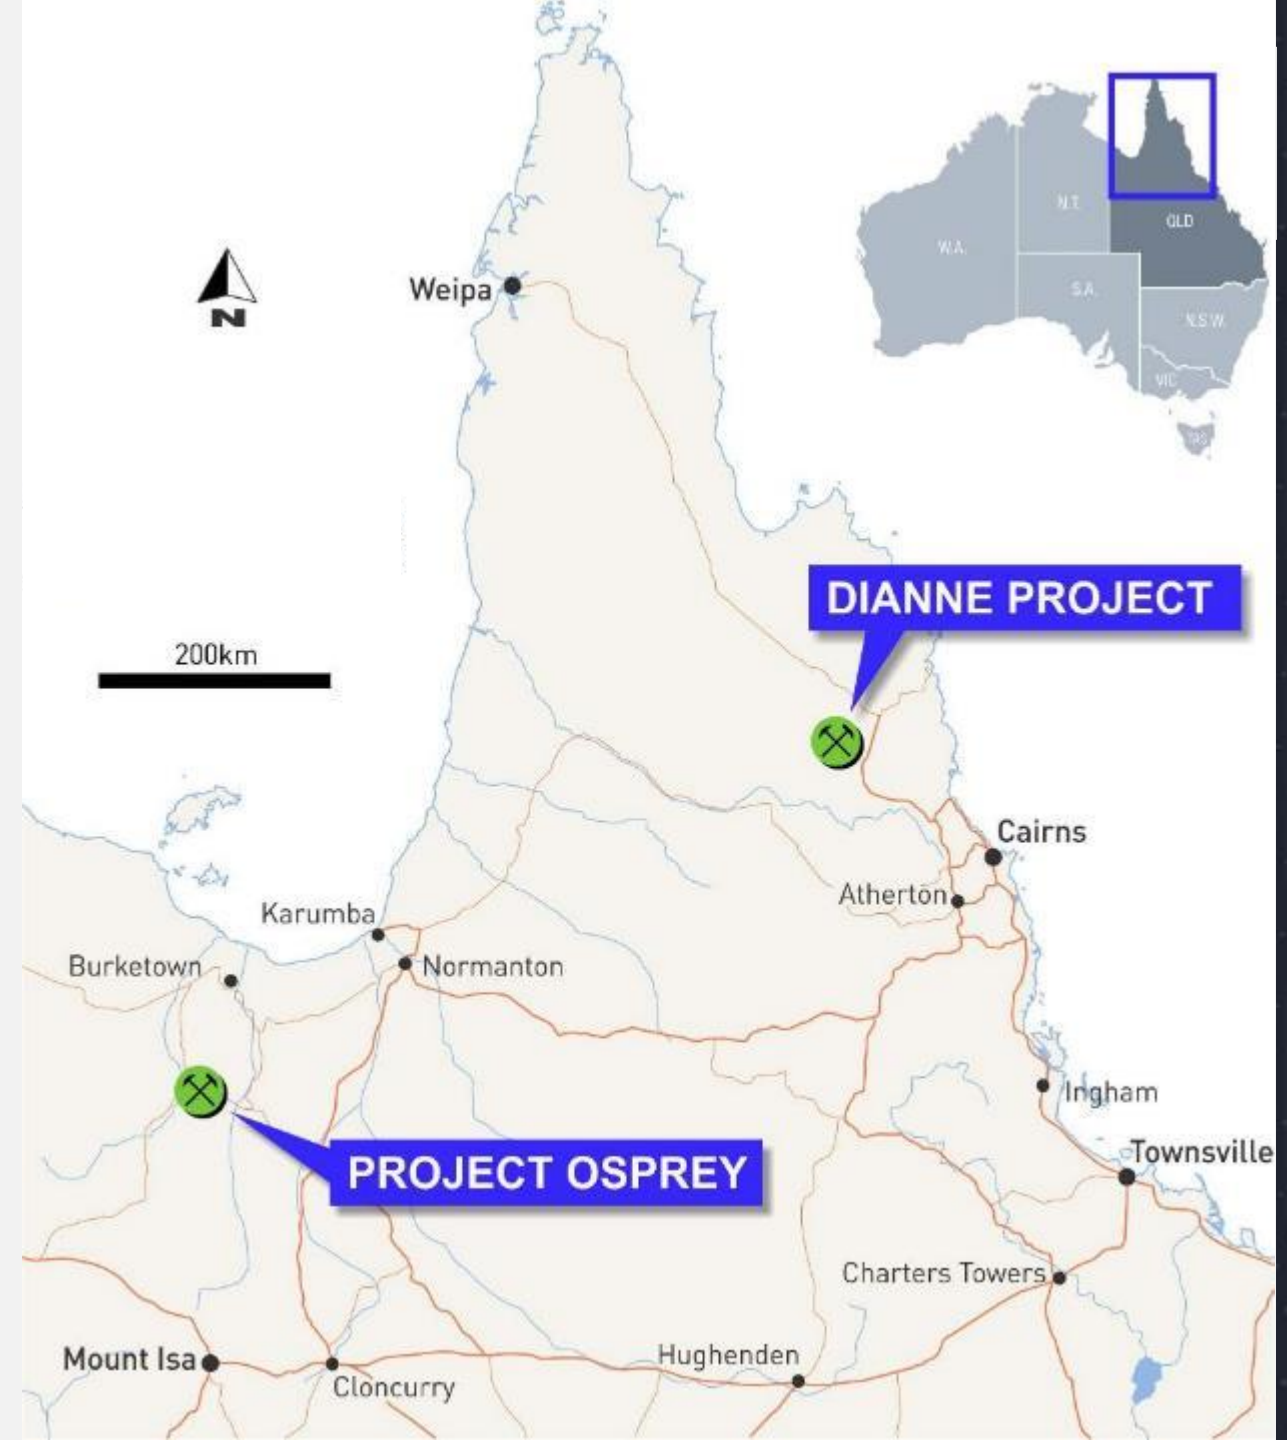 N.T.
QLD
W.A.
S.A.
N.S.W.
VIC
TAS
Weipa
N
DIANNE PROJECT
200km
Cairns
Atherton
Karumba
Burketown
Normanton
Ingham
Townsville
PROJECT OSPREY
Charters Towers
Mount Isa
Hughenden
Cloncurry